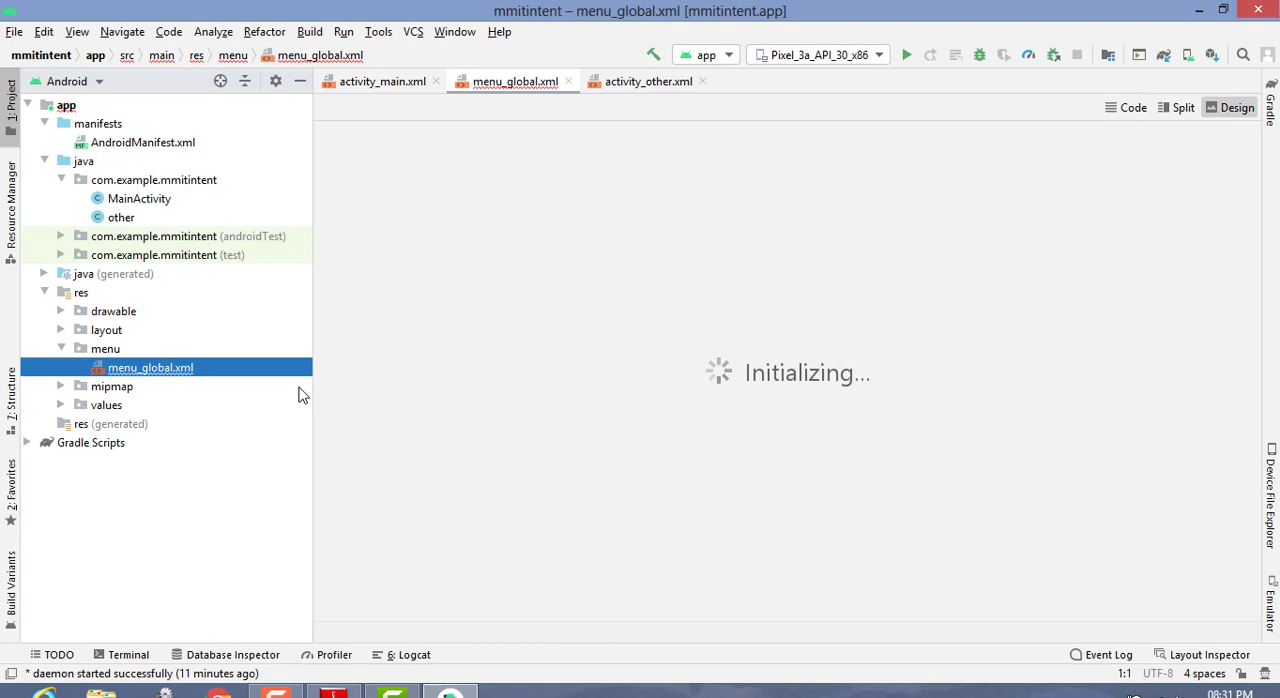 mmitintent – menu_global.xml [mmitintent.app]
File Edit View Navigate Code Analyze Refactor Build Run Tools VCS Window Help
mmitintent app src main res menu menu_global.xml app Pixel_3a_API_30_x86
1: Project
Android
activity_main.xml menu_global.xml activity_other.xml
Code Split Design
app
manifests
AndroidManifest.xml
java
com.example.mmitintent
MainActivity
other
com.example.mmitintent (androidTest)
com.example.mmitintent (test)
java (generated)
res
drawable
layout
menu
menu_global.xml
mipmap
values
res (generated)
Gradle Scripts
Resource Manager
Z: Structure
2: Favorites
Build Variants
Initializing...
Gradle
Device File Explorer
Emulator
TODO Terminal Database Inspector Profiler 6: Logcat Event Log Layout Inspector
* daemon started successfully (11 minutes ago) 1:1 UTF-8 4 spaces
08:31 PM